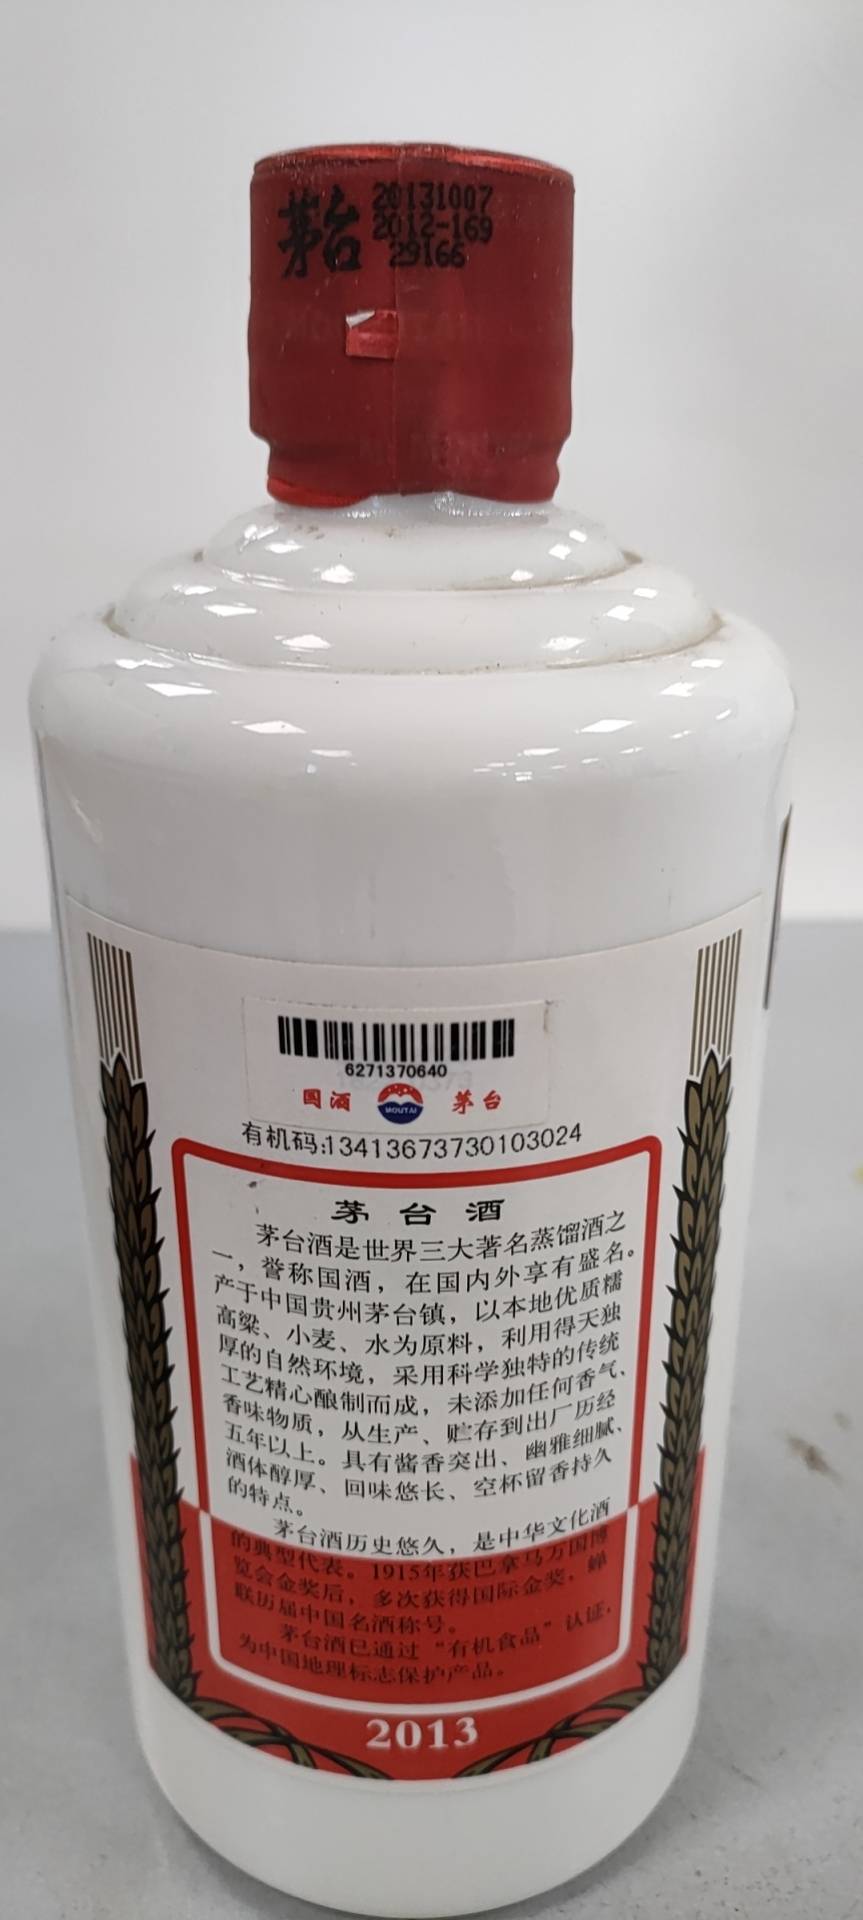 茅台
20131007
2012-169
29166
6271370640
国酒
MOUTAI
茅台
有机码:13413673730103024
茅台酒
茅台酒是世界三大著名蒸馏酒之
一，誉称国酒，在国内外享有盛名。
产于中国贵州茅台镇，以本地优质糯
高粱、小麦、水为原料，利用得天独
厚的自然环境，采用科学独特的传统
工艺精心酿制而成，未添加任何香气、
香味物质，从生产、贮存到出厂历经
五年以上。具有酱香突出、幽雅细腻、
酒体醇厚、回味悠长、空杯留香持久
的特点。
茅台酒历史悠久，是中华文化酒
的典型代表。1915年获巴拿马万国博
览会金奖后，多次获得国际金奖，蝉
联历届中国名酒称号。
茅台酒已通过“有机食品”认证，
为中国地理标志保护产品。
2013